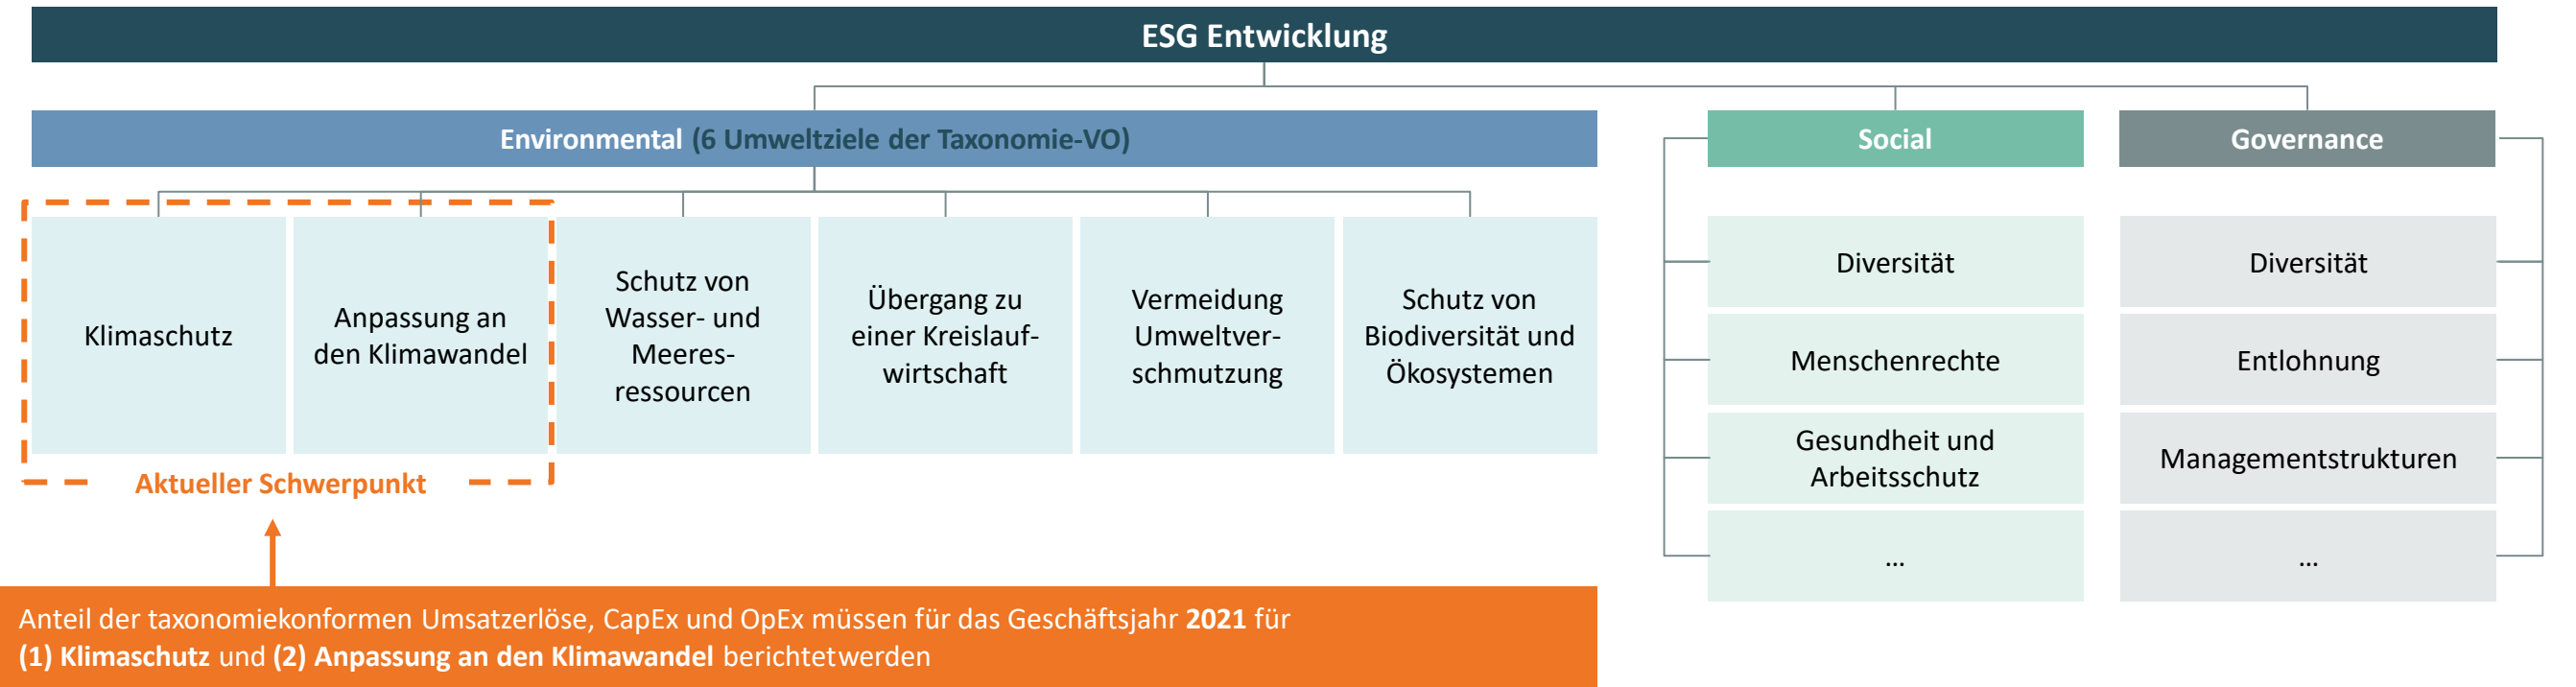 ESG Entwicklung
Environmental (6 Umweltziele der Taxonomie-VO)
Klimaschutz
Anpassung an
den Klimawandel
Schutz von
Wasser- und
Meeres-
ressourcen
Übergang zu
einer Kreislauf-
wirtschaft
Vermeidung
Umweltver-
schmutzung
Schutz von
Biodiversität und
Ökosystemen
Aktueller Schwerpunkt
Anteil der taxonomiekonformen Umsatzerlöse, CapEx und OpEx müssen für das Geschäftsjahr 2021 für
(1) Klimaschutz und (2) Anpassung an den Klimawandel berichtetwerden
Social
Diversität
Menschenrechte
Gesundheit und
Arbeitsschutz
...
Governance
Diversität
Entlohnung
Managementstrukturen
...